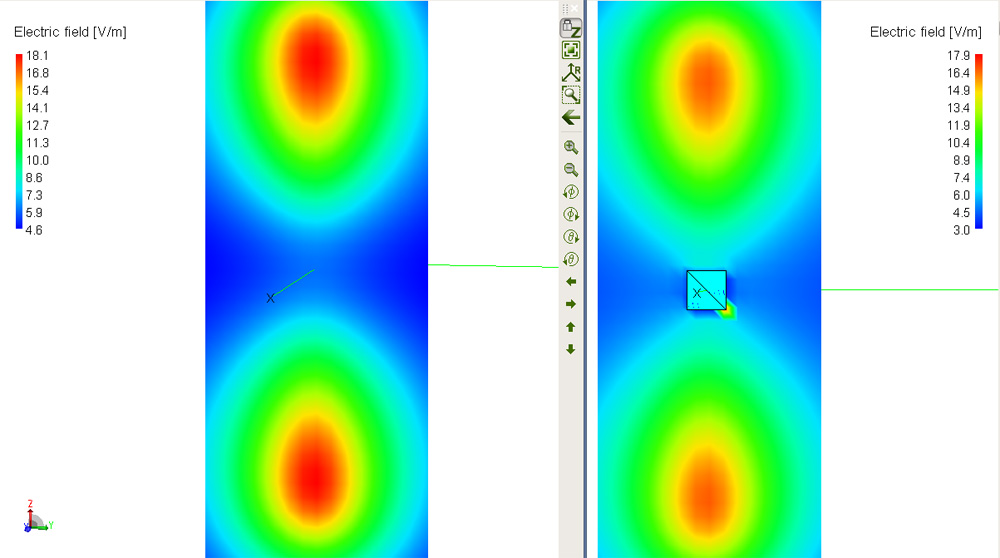 Electric field [V/m]
18.1
16.8
15.4
14.1
12.7
11.3
10.0
8.6
7.3
5.9
4.6
X
Z
Y
Z
R
Φ
Φ
θ
θ
Electric field [V/m]
17.9
16.4
14.9
13.4
11.9
10.4
8.9
7.4
6.0
4.5
3.0
X